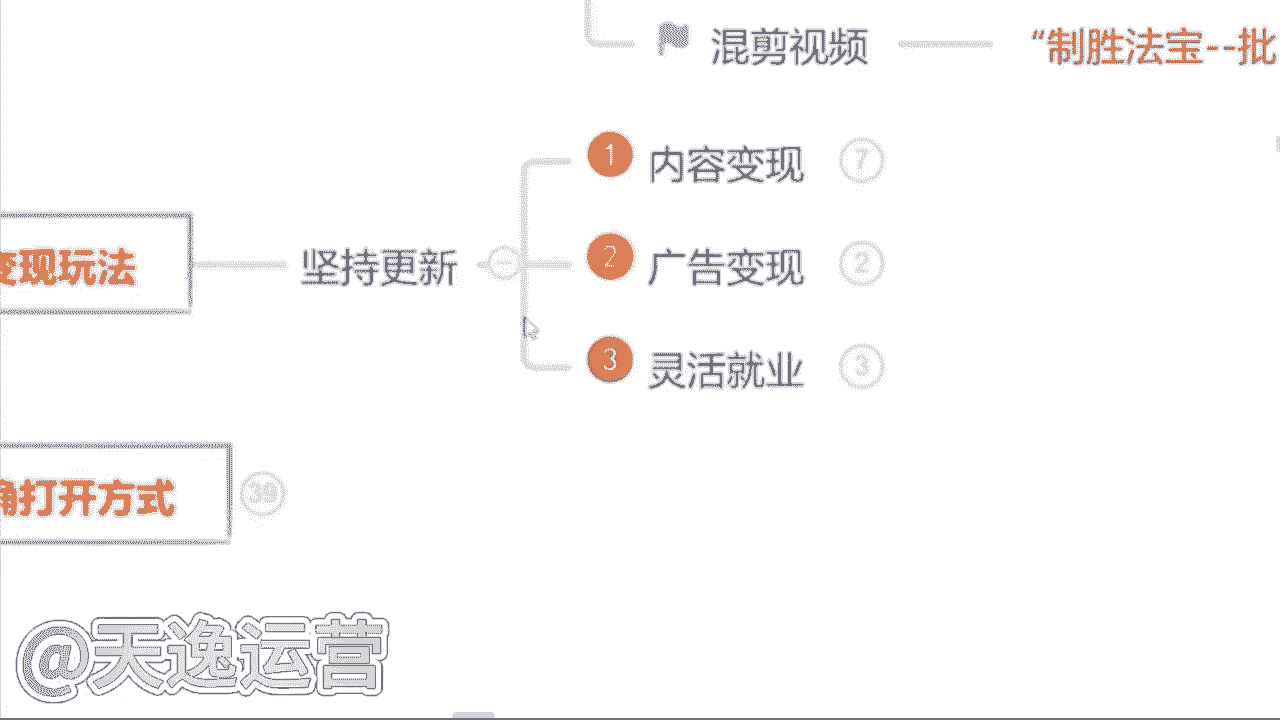 混剪视频
“制胜法宝--批
1 内容变现 7
2 广告变现 2
变现玩法
坚持更新
3 灵活就业 3
确打开方式 39
@天逸运营